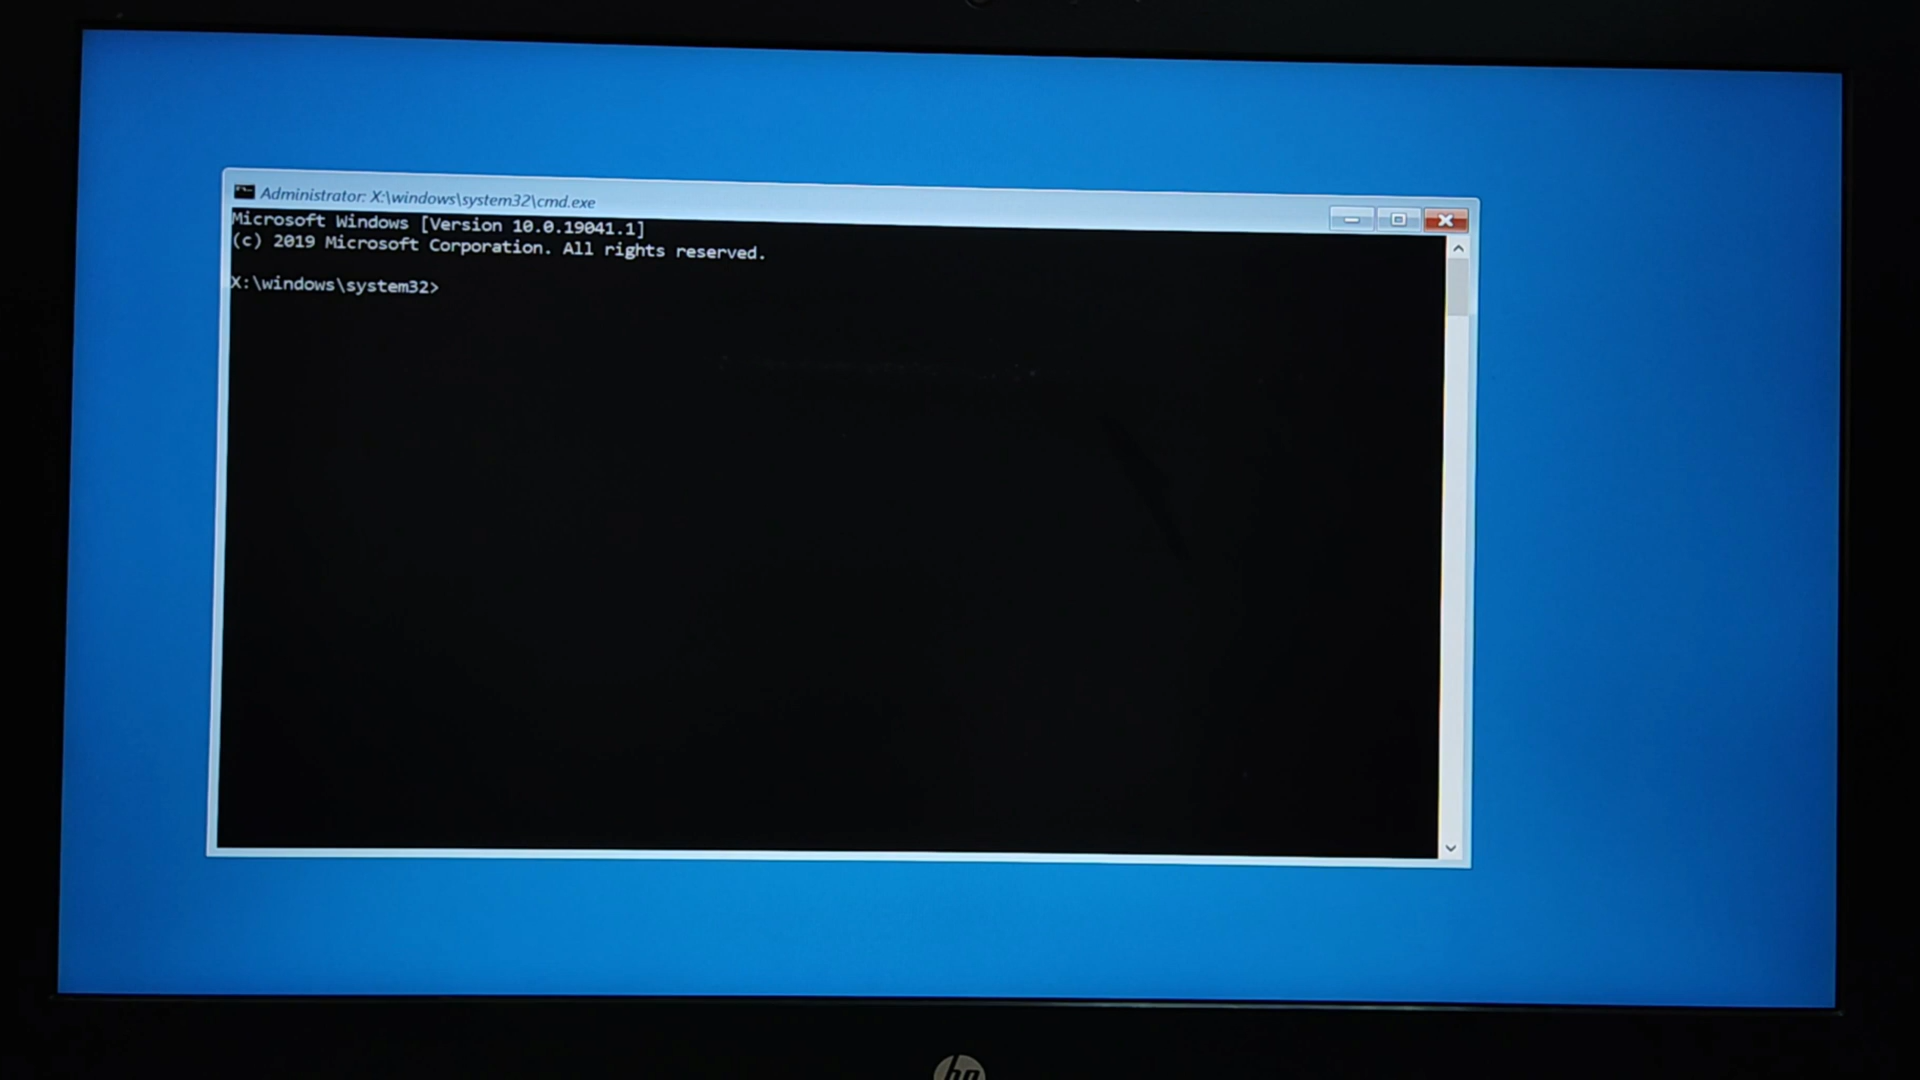 Administrator: X:\windows\system32\cmd.exe
Microsoft Windows [Version 10.0.19041.1]
(c) 2019 Microsoft Corporation. All rights reserved.
X:\windows\system32>
hp